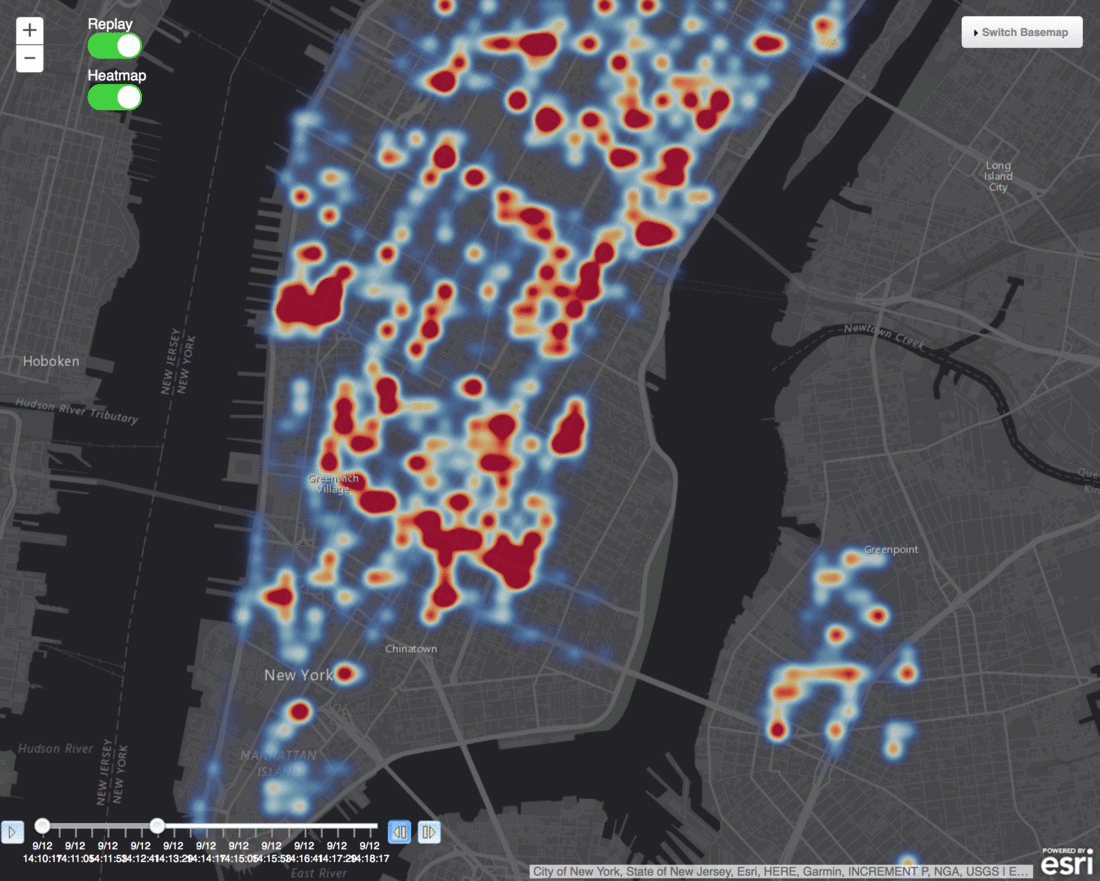 +
−
Replay
Heatmap
Switch Basemap
Long
Island
City
Newtown Creek
NEW JERSEY
NEW YORK
Hoboken
Hudson River Tributary
Greenwich
Village
Greenpoint
Chinatown
New York
Hudson River
NEW JERSEY
NEW YORK
MANHATTAN
ISLAND
East River
9/12 9/12 9/12 9/12 9/12 9/12 9/12 9/12 9/12 9/12 9/12
14:10:17 14:11:05 14:11:53 14:12:41 14:13:29 14:14:17 14:15:05 14:15:53 14:16:41 14:17:29 14:18:17
City of New York, State of New Jersey, Esri, HERE, Garmin, INCREMENT P, NGA, USGS | E...
POWERED BY
esri